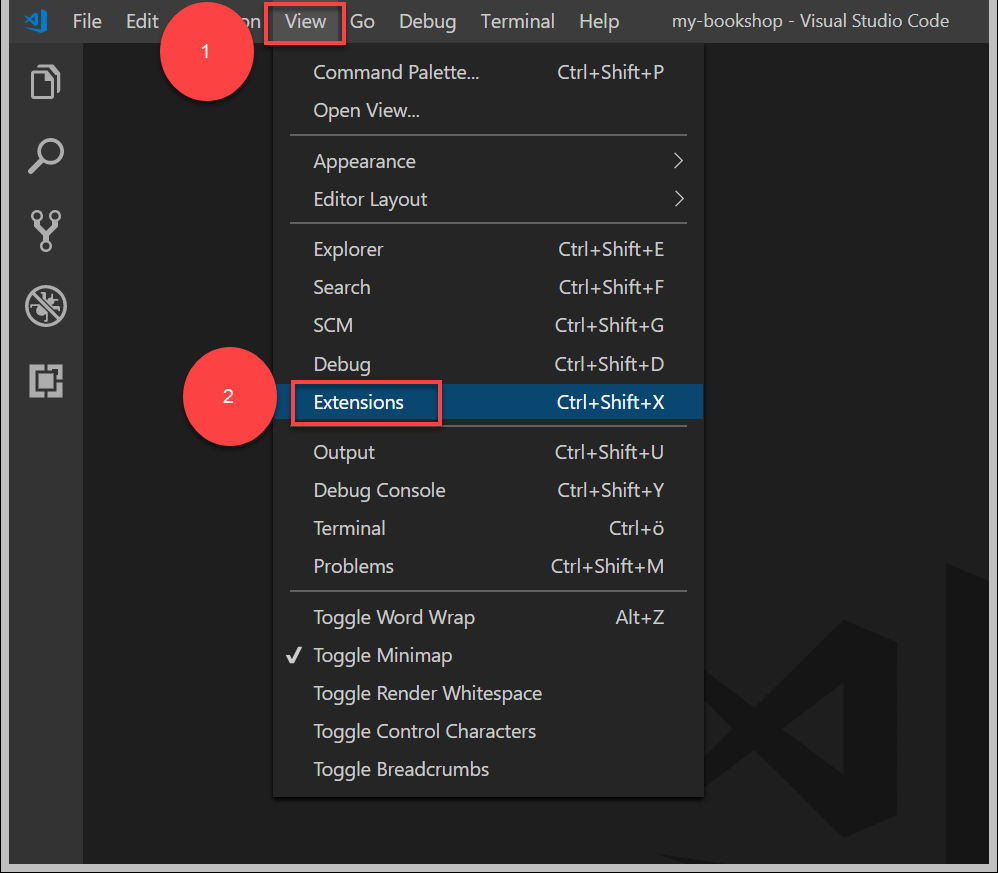 File Edit on View Go Debug Terminal Help my-bookshop - Visual Studio Code
1
Command Palette... Ctrl+Shift+P
Open View...
Appearance
Editor Layout
Explorer Ctrl+Shift+E
Search Ctrl+Shift+F
SCM Ctrl+Shift+G
Debug Ctrl+Shift+D
2
Extensions Ctrl+Shift+X
Output Ctrl+Shift+U
Debug Console Ctrl+Shift+Y
Terminal Ctrl+ö
Problems Ctrl+Shift+M
Toggle Word Wrap Alt+Z
Toggle Minimap
Toggle Render Whitespace
Toggle Control Characters
Toggle Breadcrumbs